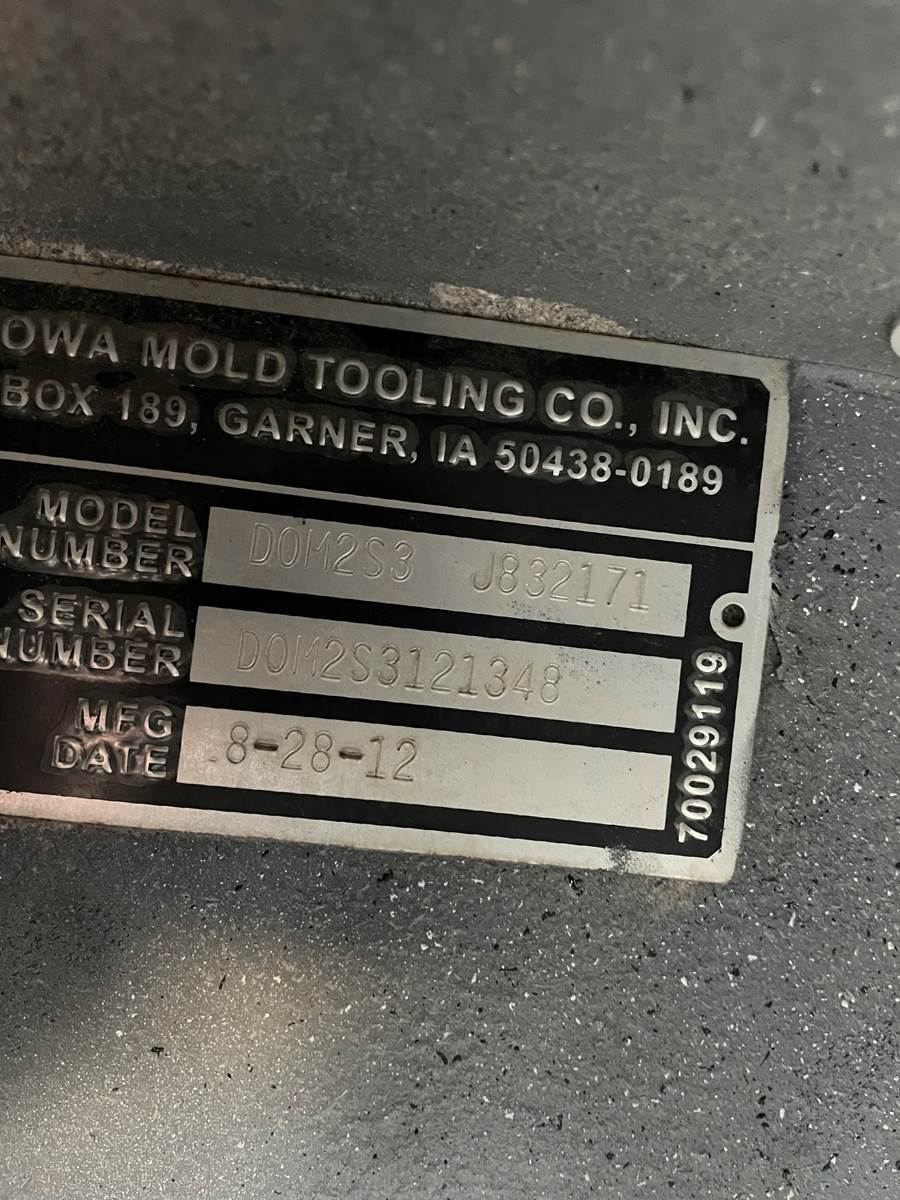 OWA MOLD TOOLING CO., INC.
BOX 189, GARNER, IA 50438-0189
MODEL NUMBER DOM2S3 J832171
SERIAL NUMBER DOM2S3121348
MFG DATE 8-28-12
70029119